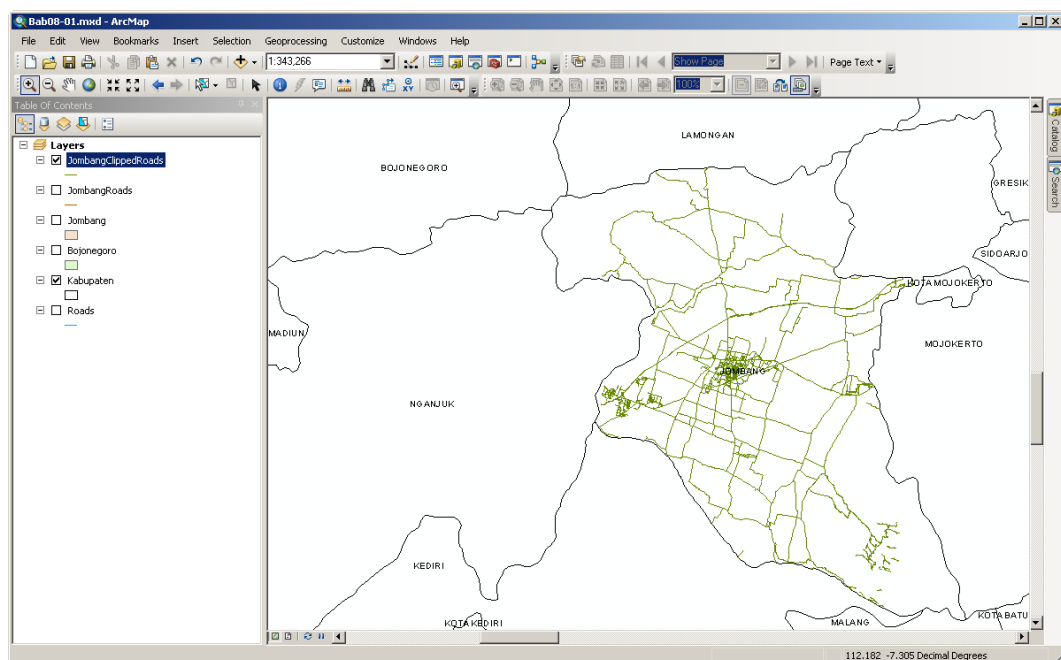 Bab08-01.mxd - ArcMap
File Edit View Bookmarks Insert Selection Geoprocessing Customize Windows Help
1:343,266 Show Page Page Text
100%
Table Of Contents
Layers
JombangClippedRoads
JombangRoads
Jombang
Bojonegoro
Kabupaten
Roads
LAMONGAN
BOJONEGORO
GRESIK
SIDOARJO
KOTA MOJOKERTO
MADIUN
MOJOKERTO
JOMBANG
NGANJUK
KEDIRI
KOTA KEDIRI
MALANG
KOTA BATU
Catalog
Search
112.182 -7.305 Decimal Degrees